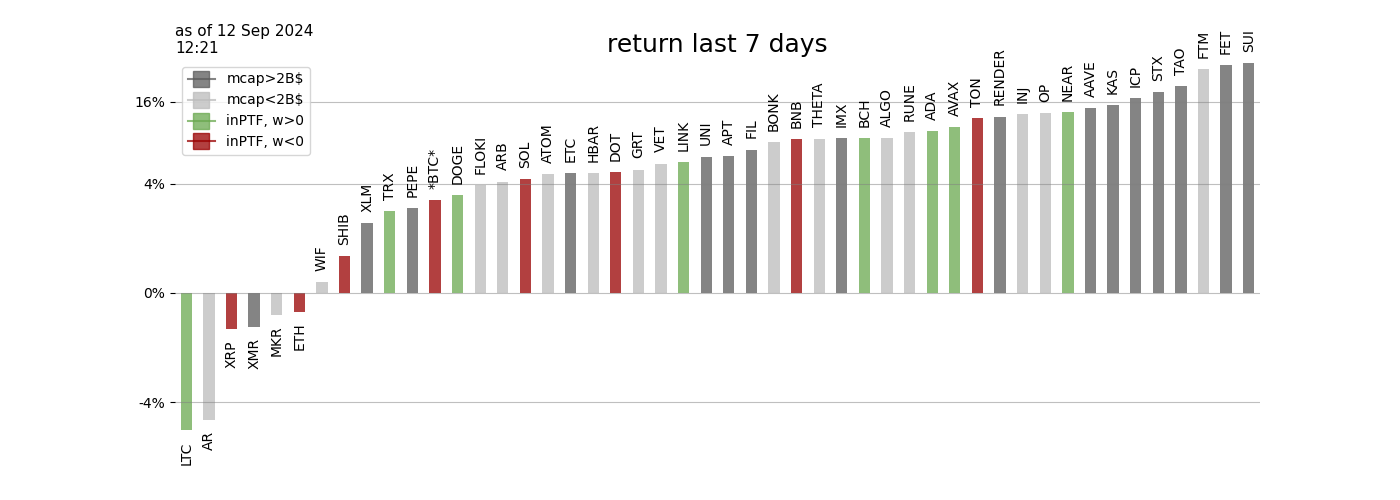 as of 12 Sep 2024
12:21
return last 7 days
mcap>2B$
mcap<2B$
inPTF, w>0
inPTF, w<0
16%
4%
0%
-4%
LTC
AR
XRP
XMR
MKR
ETH
WIF
SHIB
XLM
TRX
PEPE
*BTC*
DOGE
FLOKI
ARB
SOL
ATOM
ETC
HBAR
DOT
GRT
VET
LINK
UNI
APT
FIL
BONK
BNB
THETA
IMX
BCH
ALGO
RUNE
ADA
AVAX
TON
RENDER
INJ
OP
NEAR
AAVE
KAS
ICP
STX
TAO
FTM
FET
SUI